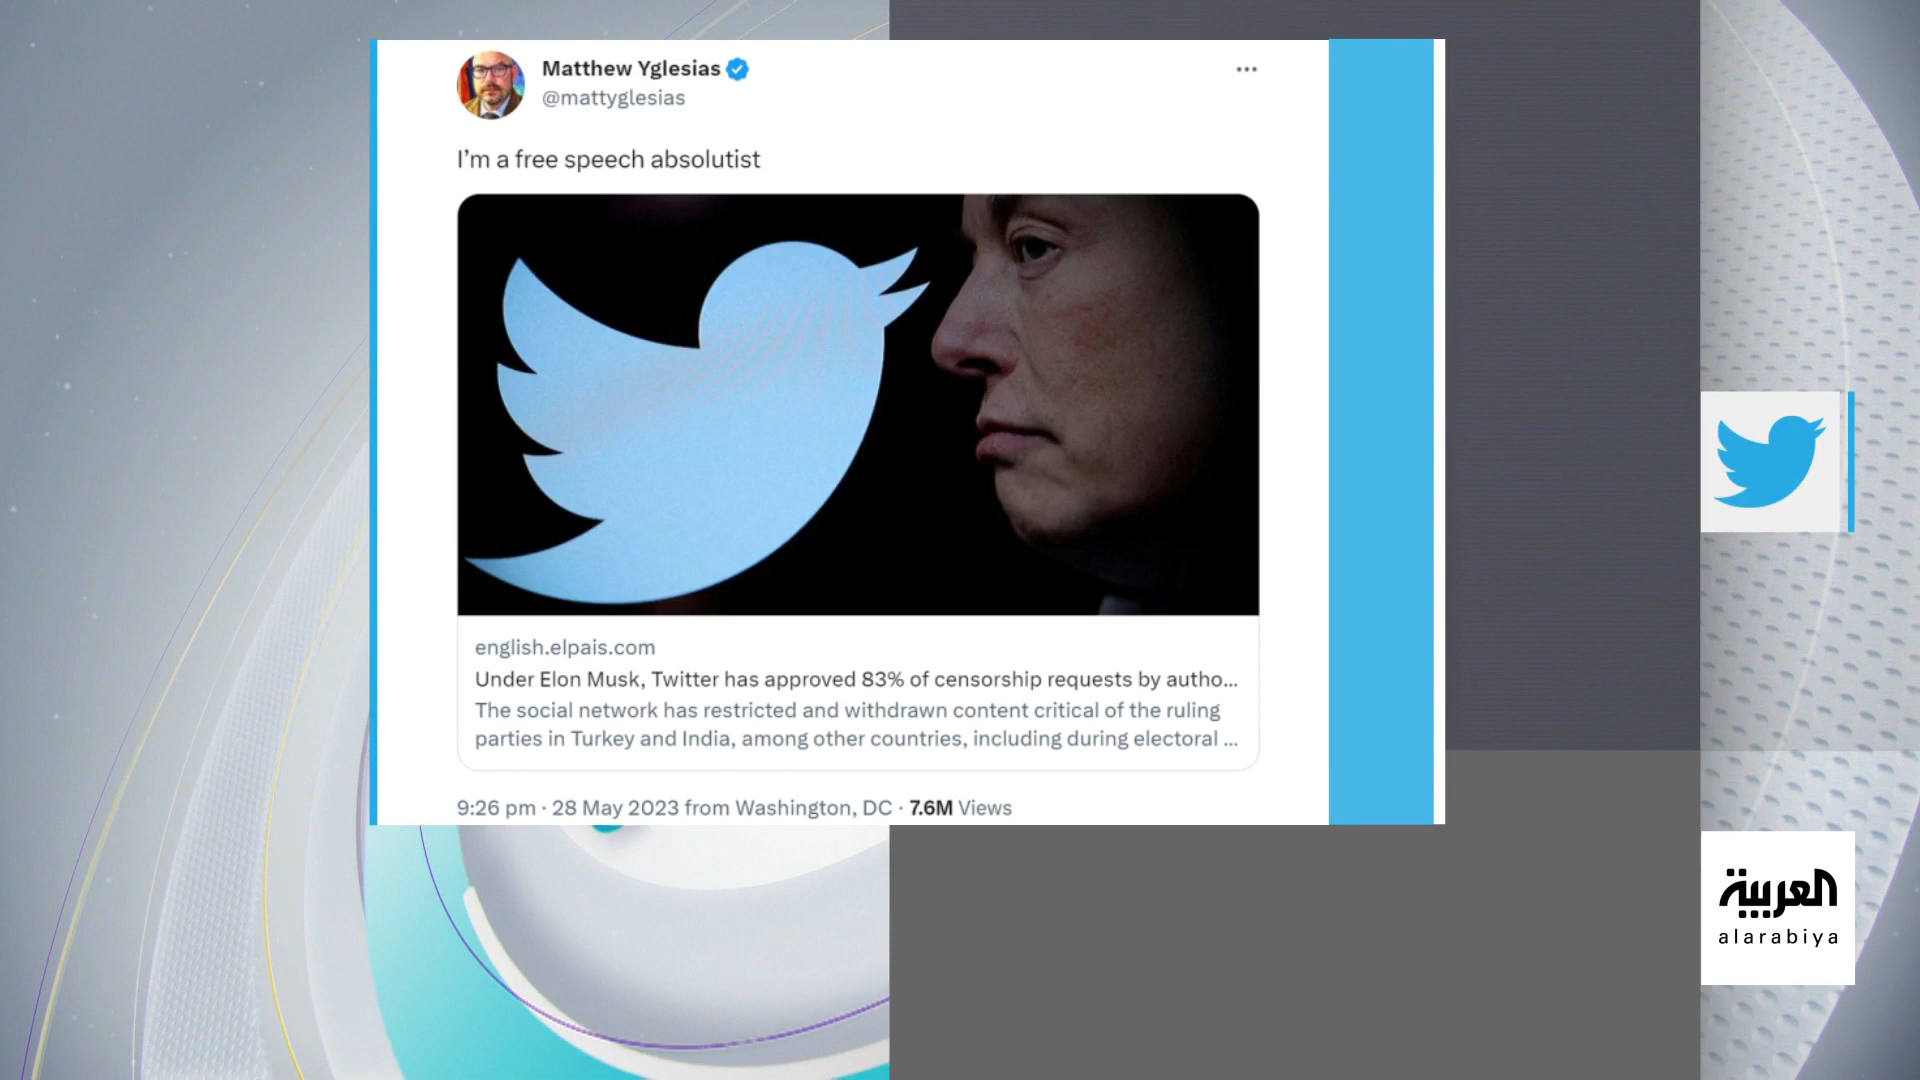 Matthew Yglesias
@mattyglesias
I'm a free speech absolutist
english.elpais.com
Under Elon Musk, Twitter has approved 83% of censorship requests by autho...
The social network has restricted and withdrawn content critical of the ruling
parties in Turkey and India, among other countries, including during electoral ...
9:26 pm · 28 May 2023 from Washington, DC · 7.6M Views
العربية
alarabiya